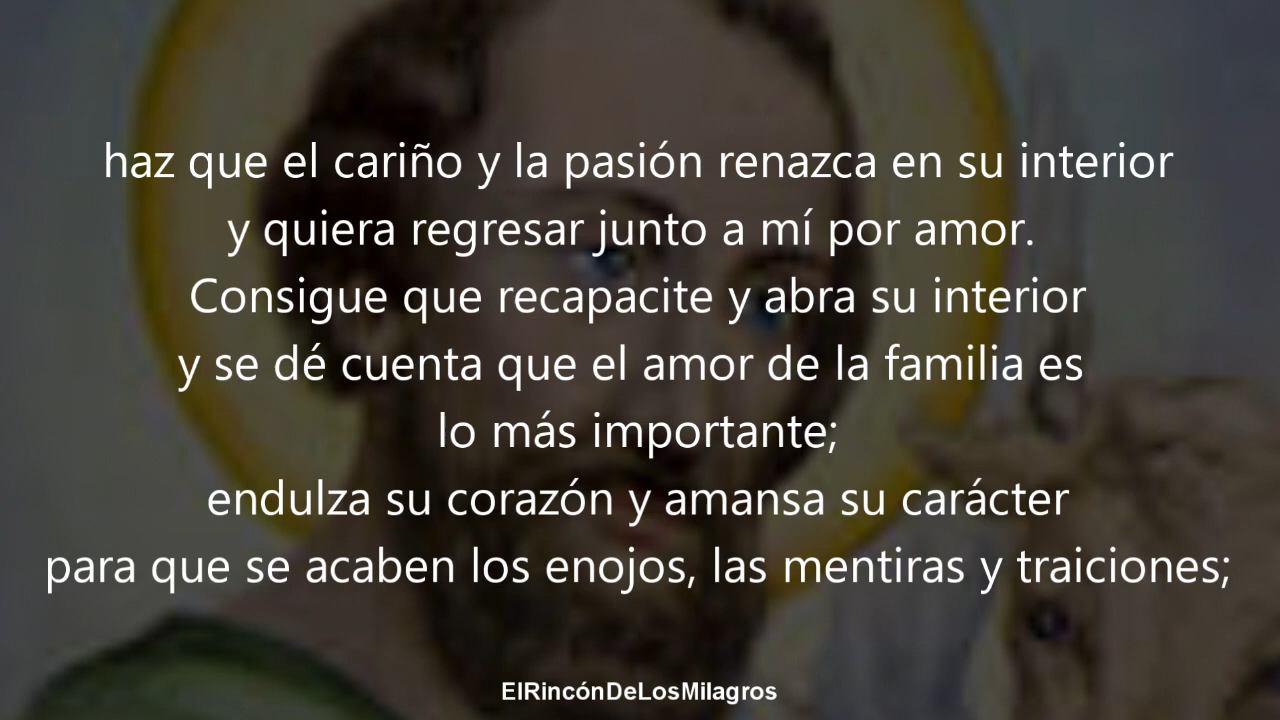 haz que el cariño y la pasión renazca en su interior
y quiera regresar junto a mí por amor.
Consigue que recapacite y abra su interior
y se dé cuenta que el amor de la familia es
lo más importante;
endulza su corazón y amansa su carácter
para que se acaben los enojos, las mentiras y traiciones;
ElRincónDeLosMilagros